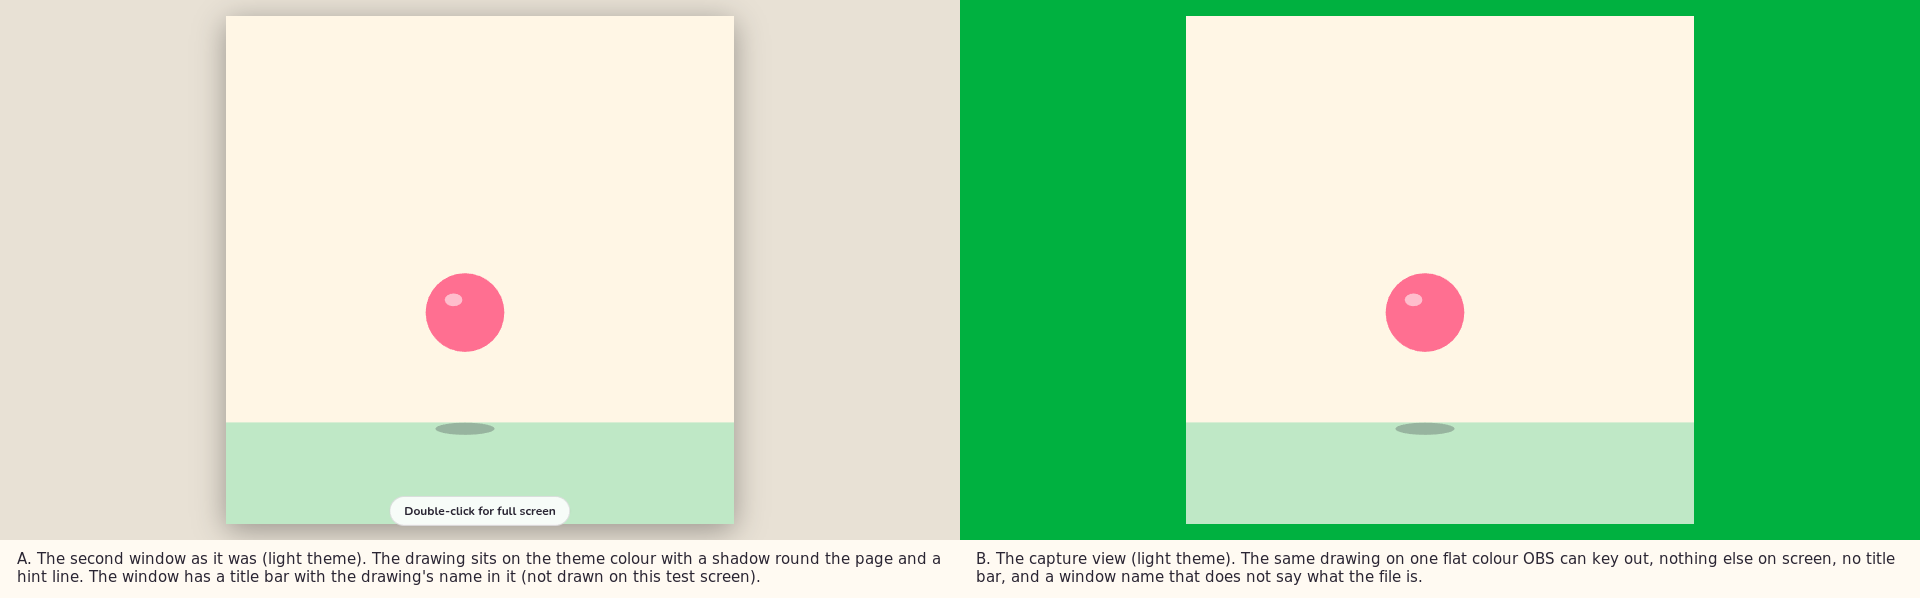 Double-click for full screen
A. The second window as it was (light theme). The drawing sits on the theme colour with a shadow round the page and a
hint line. The window has a title bar with the drawing's name in it (not drawn on this test screen).
B. The capture view (light theme). The same drawing on one flat colour OBS can key out, nothing else on screen, no title
bar, and a window name that does not say what the file is.